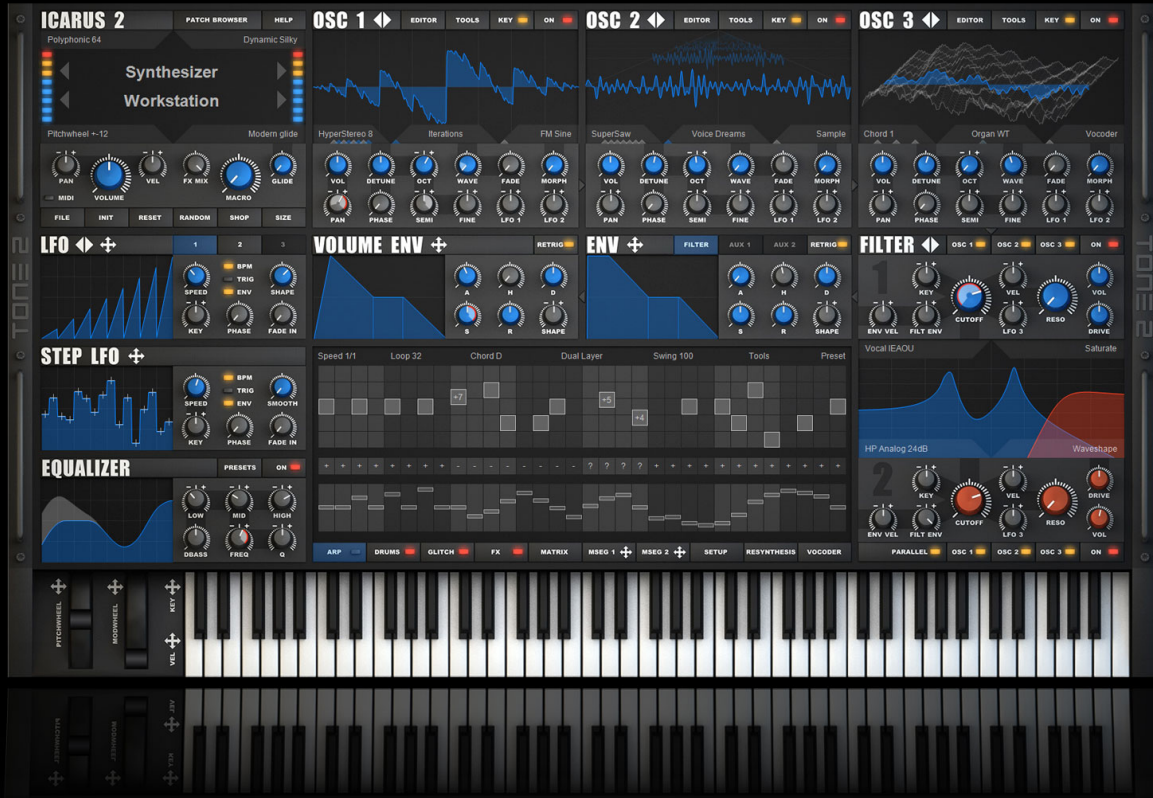 ICARUS 2 PATCH BROWSER HELP
Polyphonic 64 Dynamic Silky
Synthesizer
Workstation
Pitchwheel +-12 Modern glide
PAN VOLUME VEL FX MIX MACRO GLIDE
MIDI
FILE INIT RESET RANDOM SHOP SIZE
OSC 1 EDITOR TOOLS KEY ON
HyperStereo 8 Iterations FM Sine
VOL DETUNE OCT WAVE FADE MORPH
PAN PHASE SEMI FINE LFO 1 LFO 2
OSC 2 EDITOR TOOLS KEY ON
SuperSaw Voice Dreams Sample
VOL DETUNE OCT WAVE FADE MORPH
PAN PHASE SEMI FINE LFO 1 LFO 2
OSC 3 EDITOR TOOLS KEY ON
Chord 1 Organ WT Vocoder
VOL DETUNE OCT WAVE FADE MORPH
PAN PHASE SEMI FINE LFO 1 LFO 2
TONE 2
LFO 1 2 3
SPEED BPM TRIG ENV SHAPE
KEY PHASE FADE IN
VOLUME ENV RETRIG
A H D
S R SHAPE
ENV FILTER AUX 1 AUX 2 RETRIG
A H D
S R SHAPE
FILTER OSC 1 OSC 2 OSC 3 ON
1
KEY CUTOFF VEL RESO VOL
ENV VEL FILT ENV LFO 3 DRIVE
TONE 2
STEP LFO
SPEED BPM TRIG ENV SMOOTH
KEY PHASE FADE IN
EQUALIZER PRESETS ON
LOW MID HIGH
DBASS FREQ Q
Speed 1/1 Loop 32 Chord D Dual Layer Swing 100 Tools Preset
+7 +5 +4
+ + + + + + + + - - - - - - - - ? ? ? ? + + + + + + + + + + + +
ARP DRUMS GLITCH FX MATRIX MSEG 1 MSEG 2 SETUP RESYNTHESIS VOCODER
Vocal IEAOU Saturate
HP Analog 24dB Waveshape
2
KEY CUTOFF VEL RESO DRIVE
ENV VEL FILT ENV LFO 3 VOL
PARALLEL OSC 1 OSC 2 OSC 3 ON
PITCHWHEEL MODWHEEL KEY
VEL